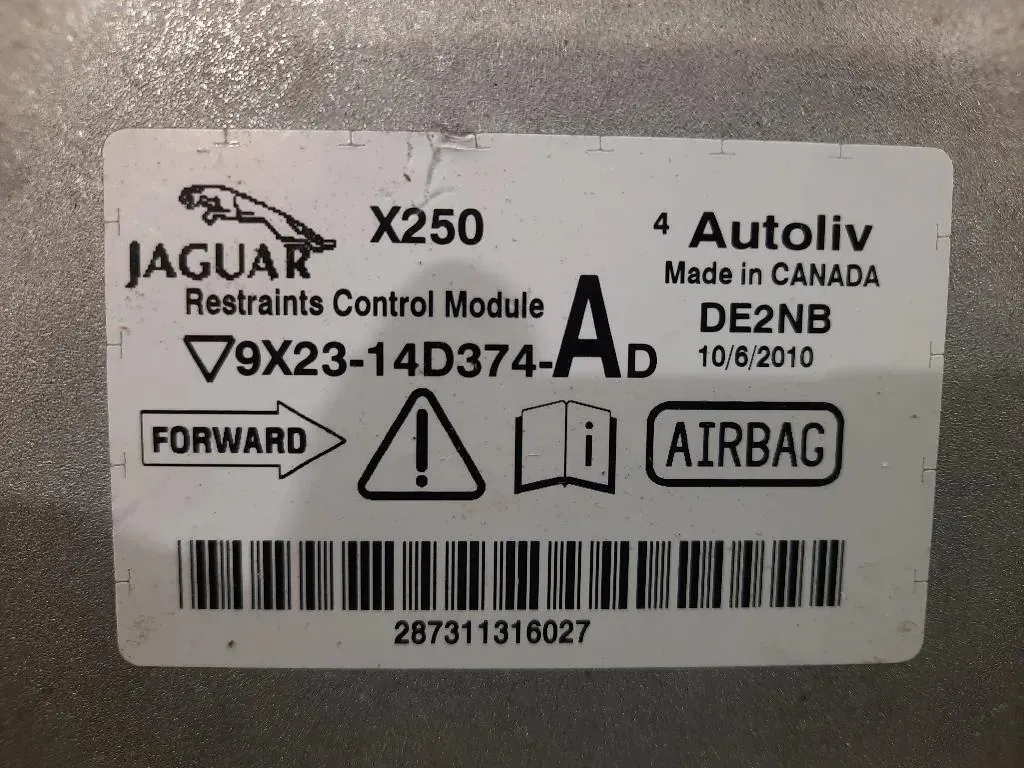 JAGUAR
X250
4 Autoliv
Made in CANADA
Restraints Control Module
DE2NB
9X23-14D374-AD
10/6/2010
FORWARD
!
i
AIRBAG
287311316027